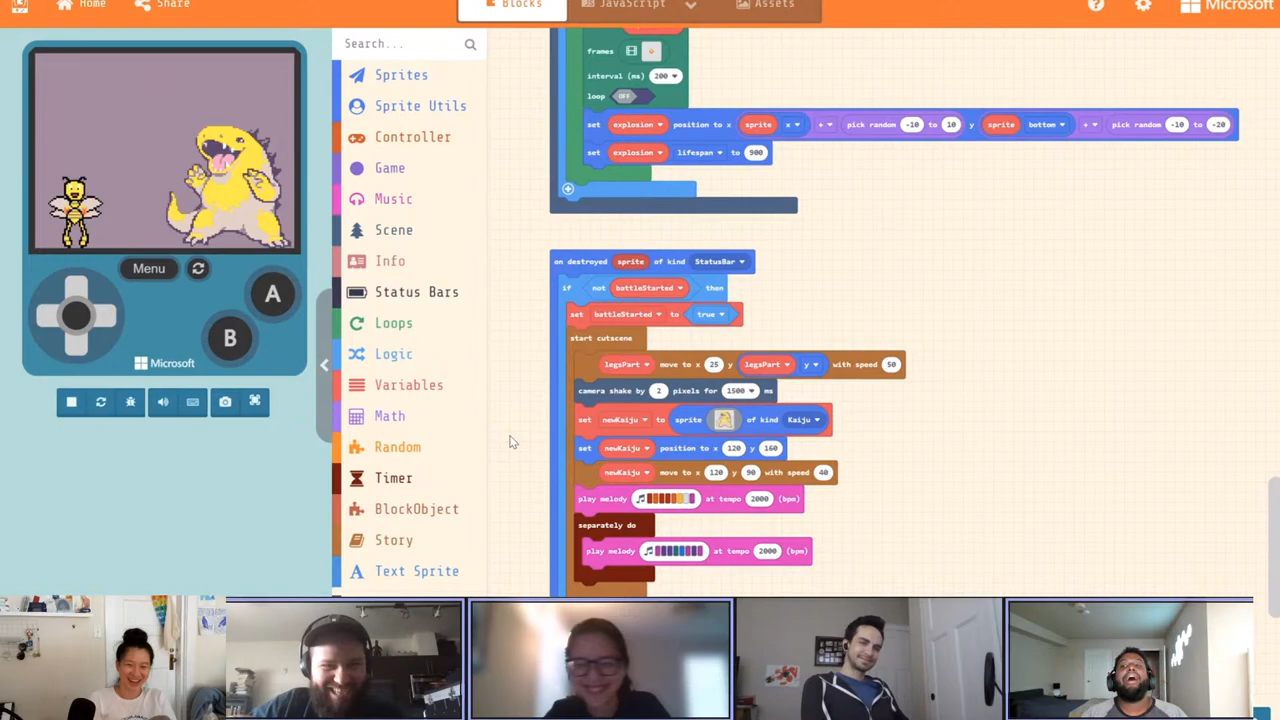 Home
Share
Blocks
JavaScript
Assets
Microsoft
Search...
Sprites
Sprite Utils
Controller
Game
Music
Scene
Info
Status Bars
Loops
Logic
Variables
Math
Random
Timer
BlockObject
Story
Text Sprite
Menu
A
B
Microsoft
frames
interval (ms) 200
loop OFF
set explosion position to x sprite x + pick random -10 to 10 y sprite bottom + pick random -10 to -20
set explosion lifespan to 900
on destroyed sprite of kind StatusBar
if not battleStarted then
set battleStarted to true
start cutscene
legsPart move to x 25 y legsPart y with speed 50
camera shake by 2 pixels for 1500 ms
set newKaiju to sprite of kind Kaiju
set newKaiju position to x 120 y 160
newKaiju move to x 120 y 90 with speed 40
play melody at tempo 2000 (bpm)
separately do
play melody at tempo 2000 (bpm)